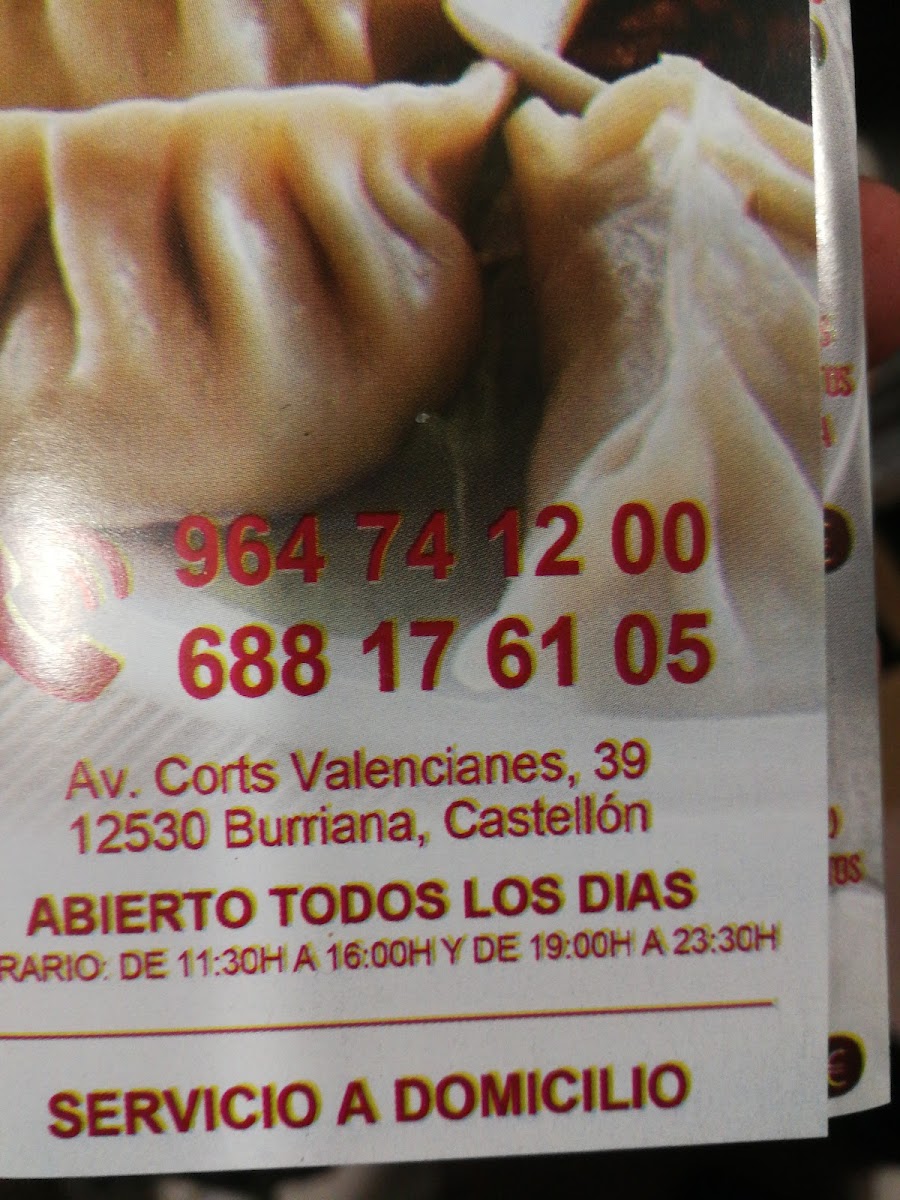 964 74 12 00
688 17 61 05
Av. Corts Valencianes, 39
12530 Burriana, Castellón
ABIERTO TODOS LOS DIAS
RARIO: DE 11:30H A 16:00H Y DE 19:00H A 23:30H
SERVICIO A DOMICILIO
€
€